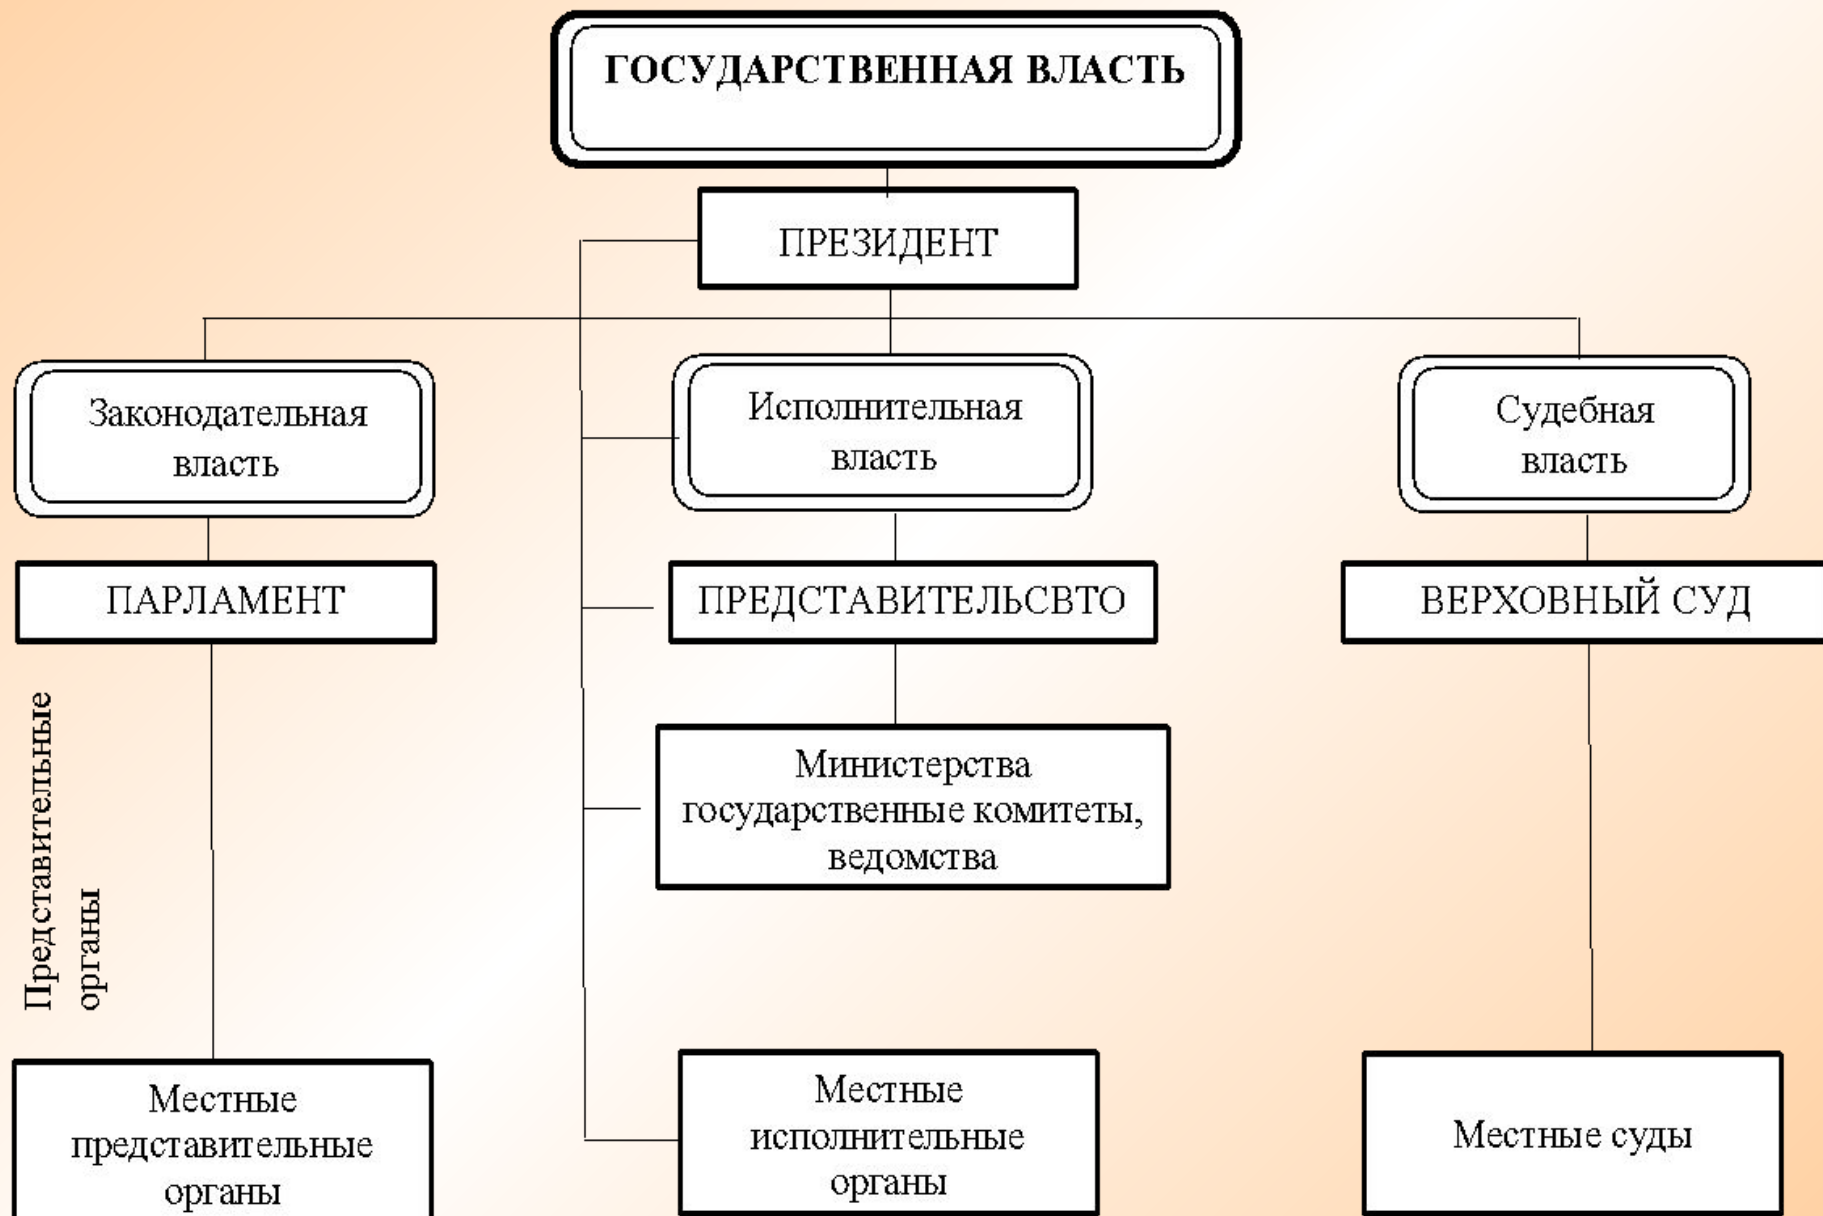 ГОСУДАРСТВЕННАЯ ВЛАСТЬ
ПРЕЗИДЕНТ
Законодательная
власть
Исполнительная
власть
Судебная
власть
ПАРЛАМЕНТ
ПРЕДСТАВИТЕЛЬСВТО
ВЕРХОВНЫЙ СУД
Представительные
органы
Министерства
государственные комитеты,
ведомства
Местные
представительные
органы
Местные
исполнительные
органы
Местные суды